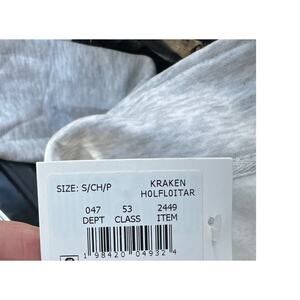 SIZE: S/CH/P
KRAKEN
H0LFL0ITAR
047 53 2449
DEPT CLASS ITEM
1 98420 04932 4